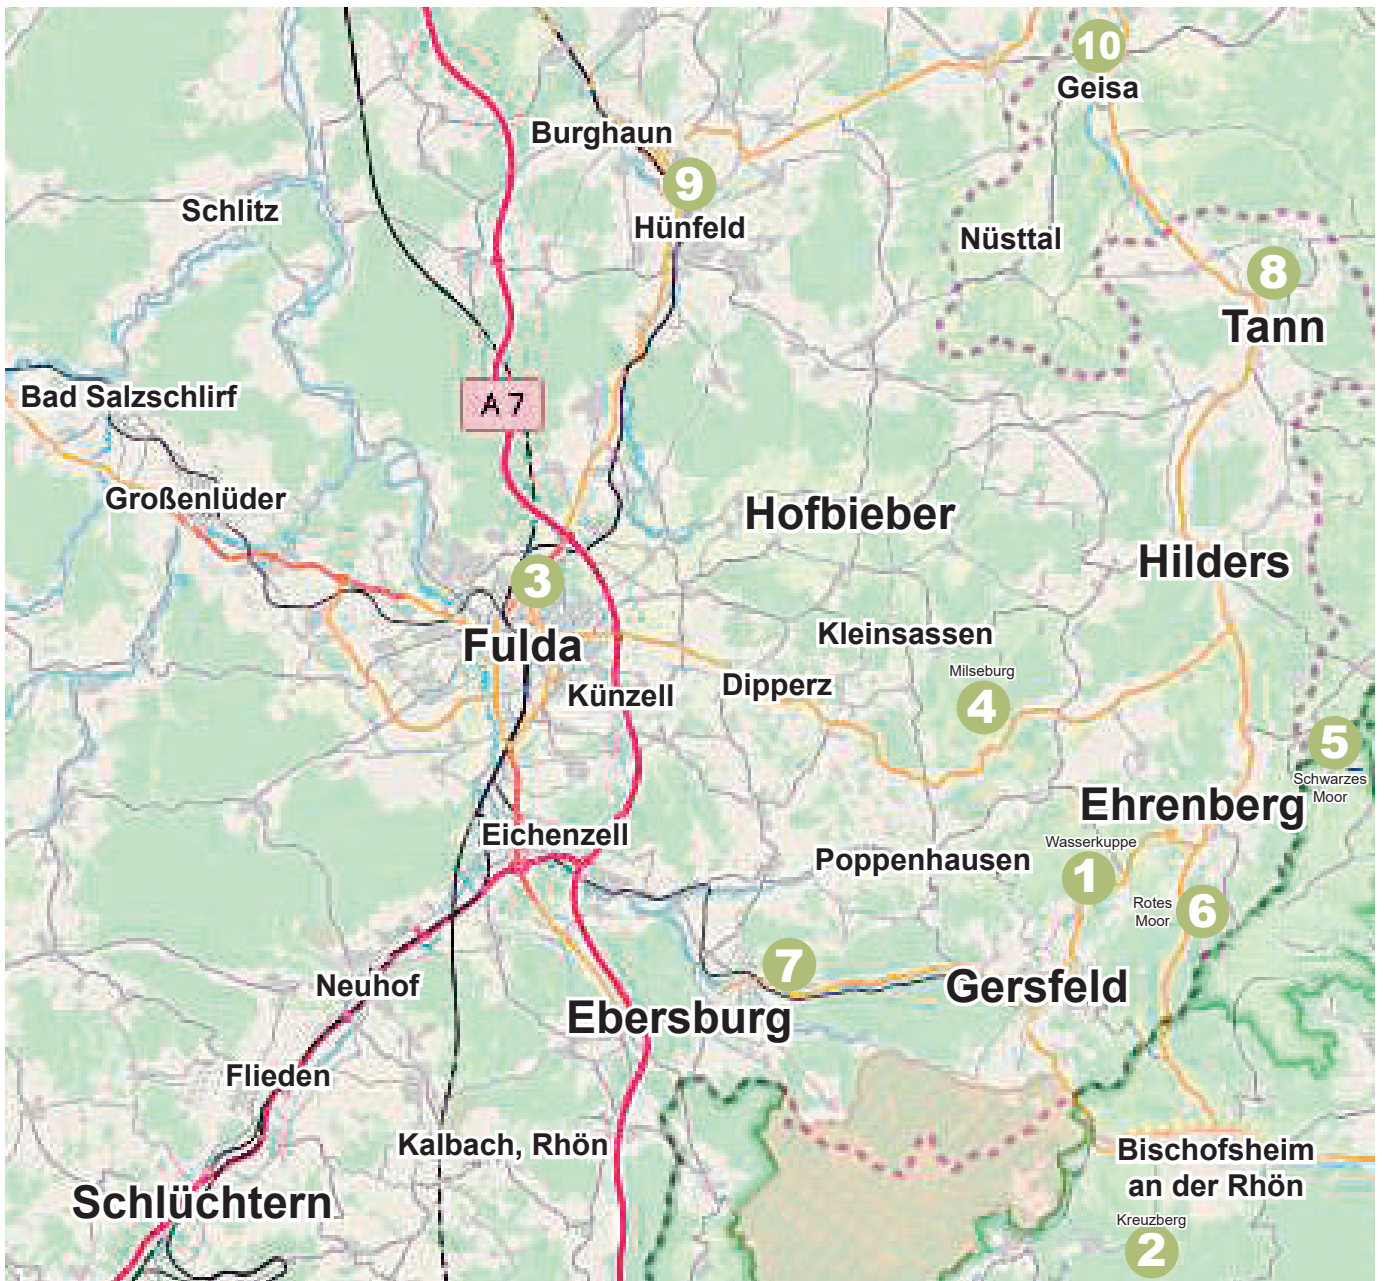 10
Geisa
Burghaun
9
Hünfeld
Schlitz
Nüsttal
8
Tann
Bad Salzschlirf
A 7
Großenlüder
Hofbieber
Hilders
3
Fulda
Kleinsassen
Milseburg
4
Künzell
Dipperz
5
Schwarzes
Moor
Ehrenberg
Eichenzell
Wasserkuppe
1
Poppenhausen
Rotes
Moor
6
7
Neuhof
Gersfeld
Ebersburg
Flieden
Kalbach, Rhön
Bischofsheim
an der Rhön
Schlüchtern
Kreuzberg
2